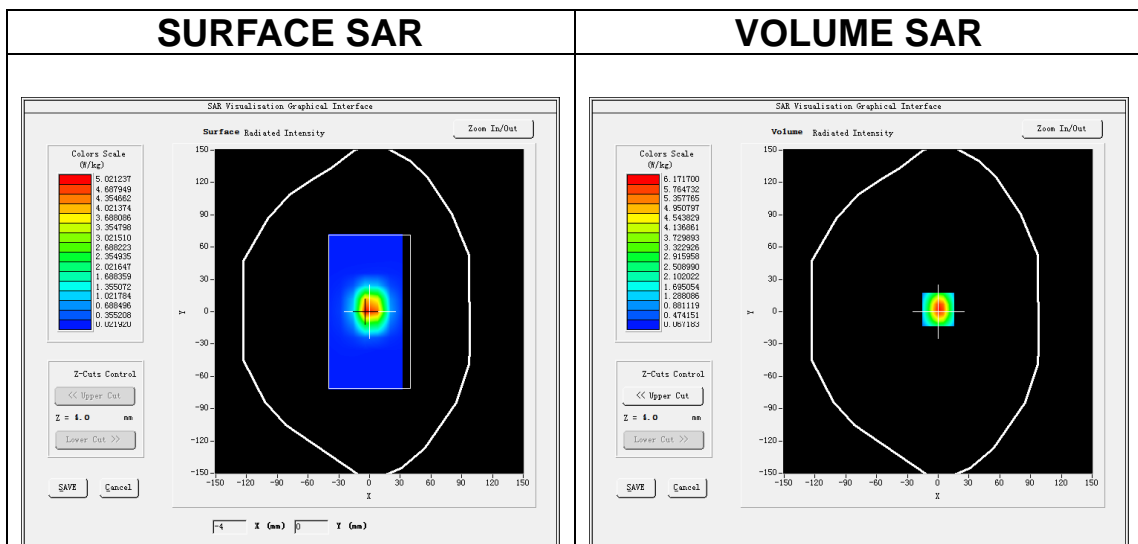 SURFACE SAR
VOLUME SAR
SAR Visualisation Graphical Interface
Surface Radiated Intensity
Zoom In/Out
Colors Scale
(W/kg)
5.021237
4.687949
4.354662
4.021374
3.688086
3.354798
3.021510
2.688223
2.354935
2.021647
1.688359
1.355072
1.021784
0.688496
0.355208
0.021920
150
120
90
60
30
0
-30
-60
-90
-120
-150
Y
-150 -120 -90 -60 -30 0 30 60 90 120 150
X
Z-Cuts Control
<< Upper Cut
Z = 4.0 mm
Lower Cut >>
SAVE Cancel
-4 X (mm) 0 Y (mm)
SAR Visualisation Graphical Interface
Volume Radiated Intensity
Zoom In/Out
Colors Scale
(W/kg)
6.171700
5.764732
5.357765
4.950797
4.543829
4.136861
3.729893
3.322926
2.915958
2.508990
2.102022
1.695054
1.288086
0.881119
0.474151
0.067183
150
120
90
60
30
0
-30
-60
-90
-120
-150
Y
-150 -120 -90 -60 -30 0 30 60 90 120 150
X
Z-Cuts Control
<< Upper Cut
Z = 4.0 mm
Lower Cut >>
SAVE Cancel